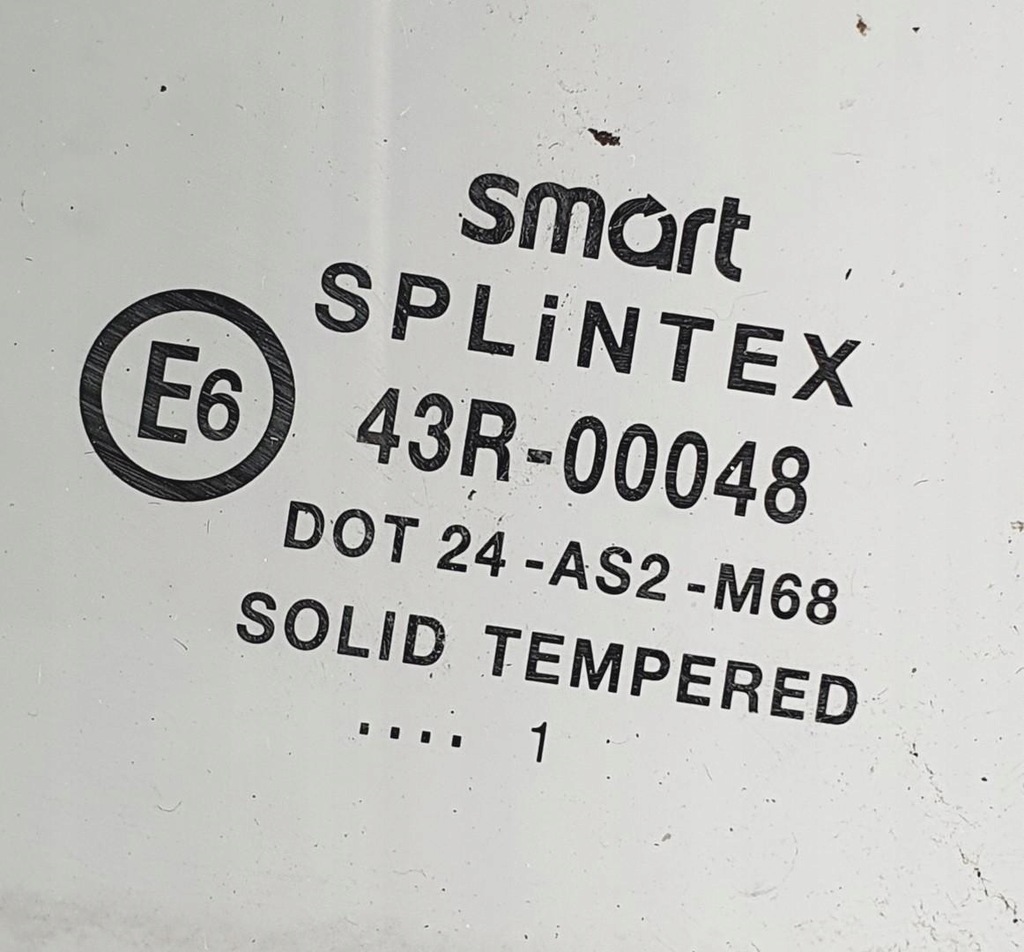 smart
SPLiNTEX
E6
43R-00048
DOT 24 -AS2 -M68
SOLID TEMPERED
.... 1